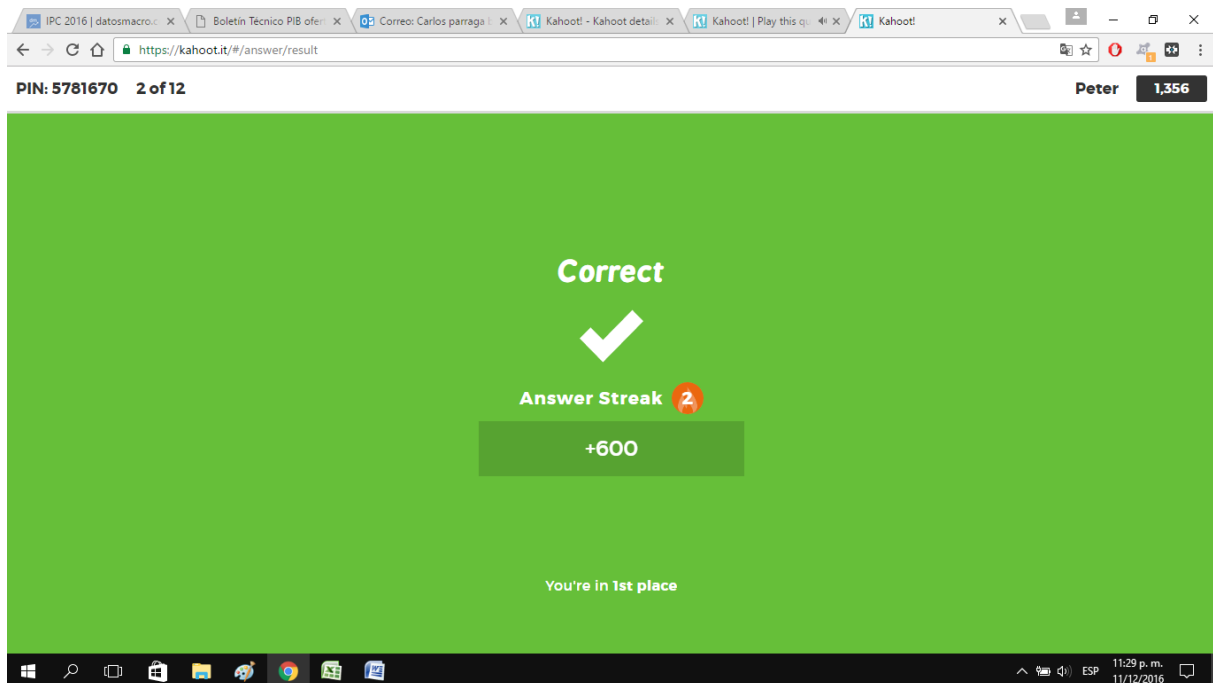 IPC 2016 | datosmacro.c
Boletín Técnico PIB ofert
Correo: Carlos parraga
Kahoot! - Kahoot details
Kahoot! | Play this qu
Kahoot!
https://kahoot.it/#/answer/result
PIN: 5781670 2 of 12 Peter 1,356
Correct
Answer Streak 2
+600
You're in 1st place
ESP
11:29 p. m.
11/12/2016